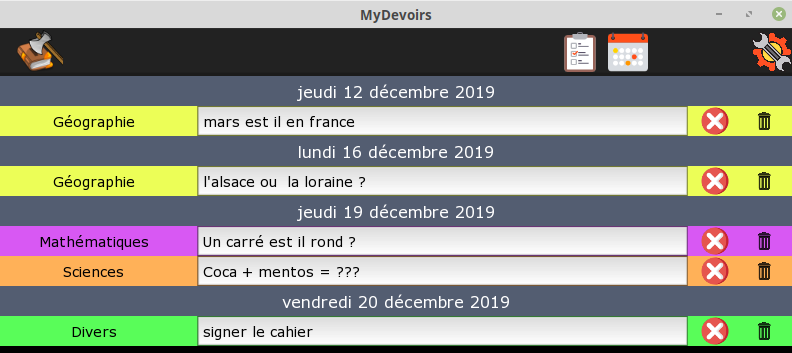 MyDevoirs
jeudi 12 décembre 2019
Géographie mars est il en france
lundi 16 décembre 2019
Géographie l'alsace ou  la loraine ?
jeudi 19 décembre 2019
Mathématiques Un carré est il rond ?
Sciences Coca + mentos = ???
vendredi 20 décembre 2019
Divers signer le cahier